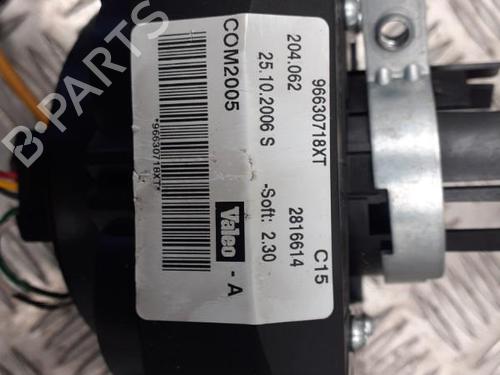 96630718XT C15
204.062 2816614
25.10.2006 S -Soft: 2.30
COM2005 Valeo - A
*96630718XT*
B-PARTS